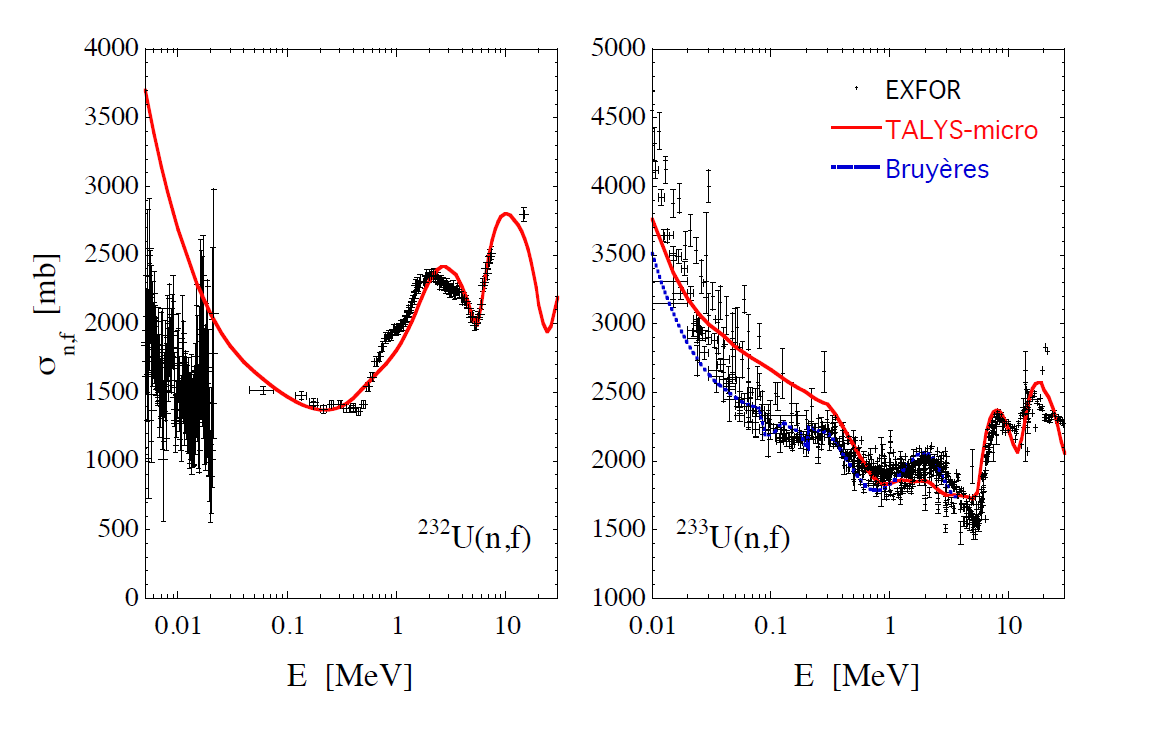 4000
3500
3000
2500
2000
1500
1000
500
0
σn,f [mb]
0.01 0.1 1 10
E [MeV]
232U(n,f)
5000
4500
4000
3500
3000
2500
2000
1500
1000
0.01 0.1 1 10
E [MeV]
233U(n,f)
EXFOR
TALYS-micro
Bruyères